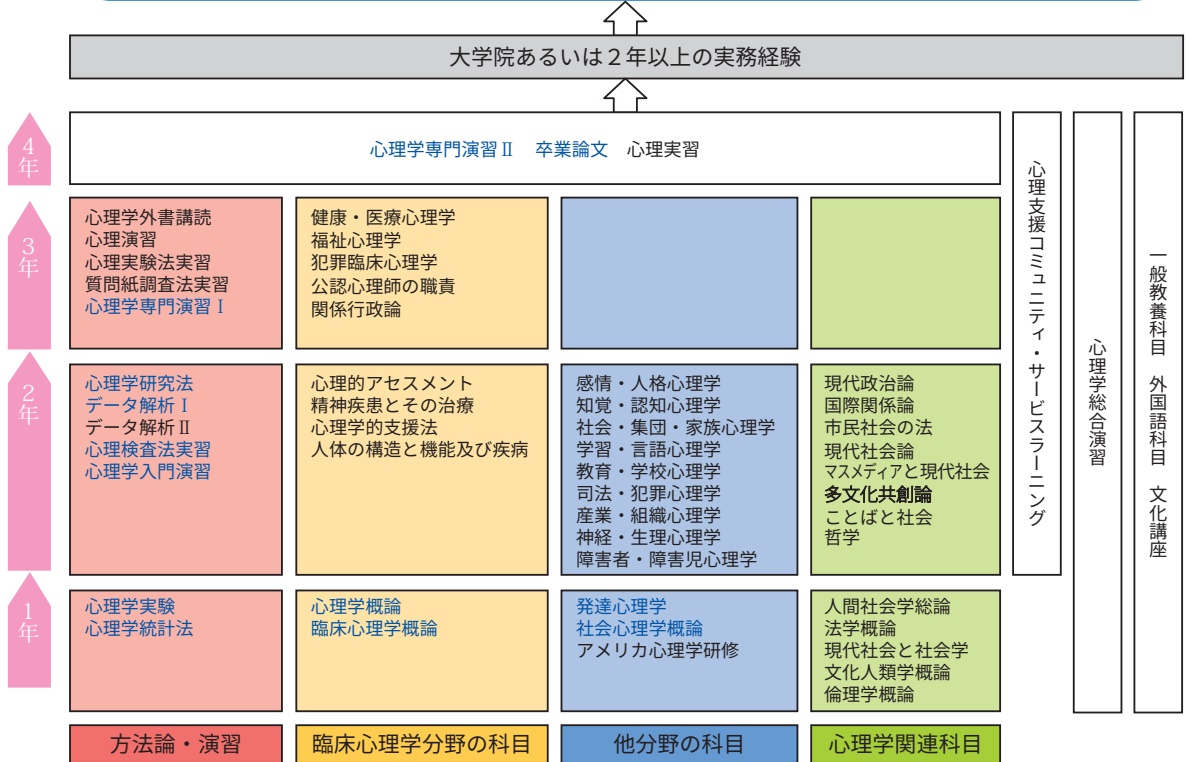 大学院あるいは２年以上の実務経験
4年
心理学専門演習Ⅱ　卒業論文　心理実習
3年
心理学外書講読
心理演習
心理実験法実習
質問紙調査法実習
心理学専門演習Ⅰ
健康・医療心理学
福祉心理学
犯罪臨床心理学
公認心理師の職責
関係行政論
2年
心理学研究法
データ解析Ⅰ
データ解析Ⅱ
心理検査法実習
心理学入門演習
心理的アセスメント
精神疾患とその治療
心理学的支援法
人体の構造と機能及び疾病
感情・人格心理学
知覚・認知心理学
社会・集団・家族心理学
学習・言語心理学
教育・学校心理学
司法・犯罪心理学
産業・組織心理学
神経・生理心理学
障害者・障害児心理学
現代政治論
国際関係論
市民社会の法
現代社会論
マスメディアと現代社会
多文化共創論
ことばと社会
哲学
1年
心理学実験
心理学統計法
心理学概論
臨床心理学概論
発達心理学
社会心理学概論
アメリカ心理学研修
人間社会学総論
法学概論
現代社会と社会学
文化人類学概論
倫理学概論
方法論・演習
臨床心理学分野の科目
他分野の科目
心理学関連科目
心理支援コミュニティ・サービスラーニング
心理学総合演習
一般教養科目　外国語科目　文化講座